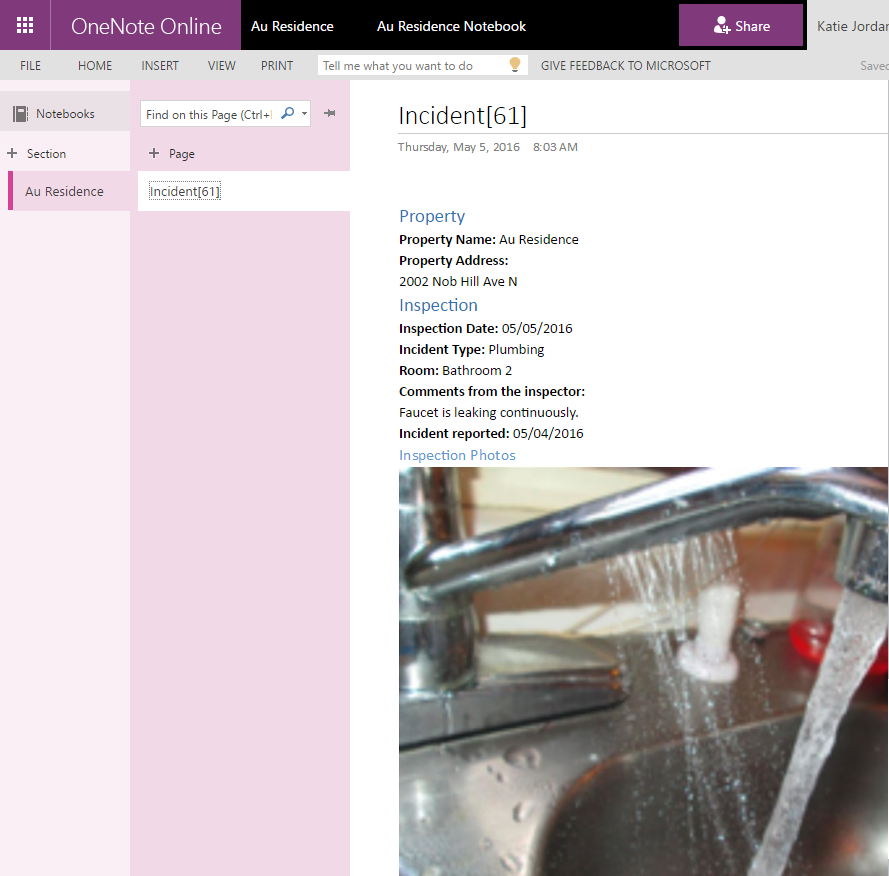 OneNote Online
Au Residence
Au Residence Notebook
Share
Katie Jordan
FILE
HOME
INSERT
VIEW
PRINT
Tell me what you want to do
GIVE FEEDBACK TO MICROSOFT
Saved
Notebooks
Find on this Page (Ctrl+
+ Section
+ Page
Au Residence
Incident[61]
Incident[61]
Thursday, May 5, 2016 8:03 AM
Property
Property Name: Au Residence
Property Address:
2002 Nob Hill Ave N
Inspection
Inspection Date: 05/05/2016
Incident Type: Plumbing
Room: Bathroom 2
Comments from the inspector:
Faucet is leaking continuously.
Incident reported: 05/04/2016
Inspection Photos